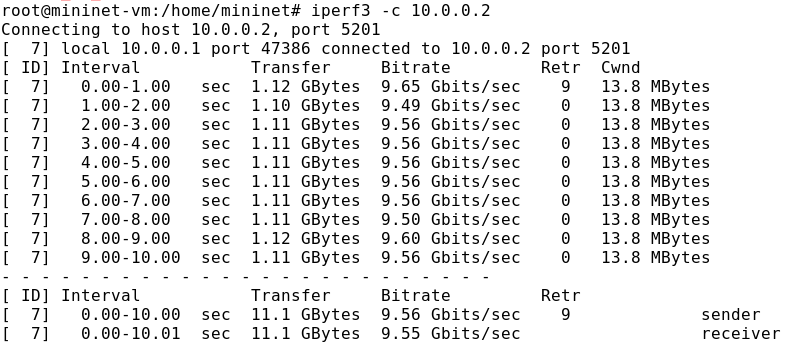 root@mininet-vm:/home/mininet# iperf3 -c 10.0.0.2
Connecting to host 10.0.0.2, port 5201
[  7] local 10.0.0.1 port 47386 connected to 10.0.0.2 port 5201
[ ID] Interval           Transfer     Bitrate         Retr  Cwnd
[  7]   0.00-1.00   sec  1.12 GBytes  9.65 Gbits/sec    9   13.8 MBytes
[  7]   1.00-2.00   sec  1.10 GBytes  9.49 Gbits/sec    0   13.8 MBytes
[  7]   2.00-3.00   sec  1.11 GBytes  9.56 Gbits/sec    0   13.8 MBytes
[  7]   3.00-4.00   sec  1.11 GBytes  9.56 Gbits/sec    0   13.8 MBytes
[  7]   4.00-5.00   sec  1.11 GBytes  9.56 Gbits/sec    0   13.8 MBytes
[  7]   5.00-6.00   sec  1.11 GBytes  9.56 Gbits/sec    0   13.8 MBytes
[  7]   6.00-7.00   sec  1.11 GBytes  9.56 Gbits/sec    0   13.8 MBytes
[  7]   7.00-8.00   sec  1.11 GBytes  9.50 Gbits/sec    0   13.8 MBytes
[  7]   8.00-9.00   sec  1.12 GBytes  9.60 Gbits/sec    0   13.8 MBytes
[  7]   9.00-10.00  sec  1.11 GBytes  9.56 Gbits/sec    0   13.8 MBytes
- - - - - - - - - - - - - - - - - - - - - - - - -
[ ID] Interval           Transfer     Bitrate         Retr
[  7]   0.00-10.00  sec  11.1 GBytes  9.56 Gbits/sec    9             sender
[  7]   0.00-10.01  sec  11.1 GBytes  9.55 Gbits/sec                  receiver